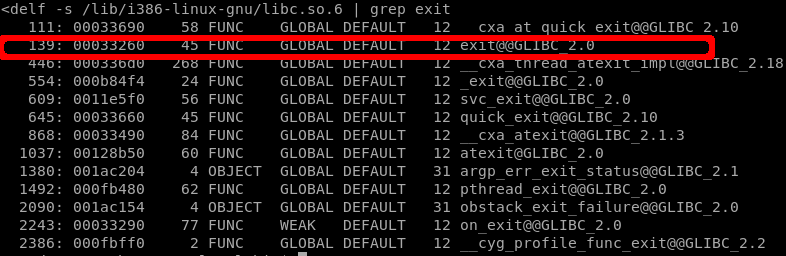 <delf -s /lib/i386-linux-gnu/libc.so.6 | grep exit
111: 00033690 58 FUNC GLOBAL DEFAULT 12 __cxa_at_quick_exit@@GLIBC_2.10
139: 00033260 45 FUNC GLOBAL DEFAULT 12 exit@@GLIBC_2.0
446: 000336d0 268 FUNC GLOBAL DEFAULT 12 __cxa_thread_atexit_impl@@GLIBC_2.18
554: 000b84f4 24 FUNC GLOBAL DEFAULT 12 _exit@@GLIBC_2.0
609: 0011e5f0 56 FUNC GLOBAL DEFAULT 12 svc_exit@@GLIBC_2.0
645: 00033660 45 FUNC GLOBAL DEFAULT 12 quick_exit@@GLIBC_2.10
868: 00033490 84 FUNC GLOBAL DEFAULT 12 __cxa_atexit@@GLIBC_2.1.3
1037: 00128b50 60 FUNC GLOBAL DEFAULT 12 atexit@GLIBC_2.0
1380: 001ac204 4 OBJECT GLOBAL DEFAULT 31 argp_err_exit_status@@GLIBC_2.1
1492: 000fb480 62 FUNC GLOBAL DEFAULT 12 pthread_exit@@GLIBC_2.0
2090: 001ac154 4 OBJECT GLOBAL DEFAULT 31 obstack_exit_failure@@GLIBC_2.0
2243: 00033290 77 FUNC WEAK DEFAULT 12 on_exit@@GLIBC_2.0
2386: 000fbff0 2 FUNC GLOBAL DEFAULT 12 __cyg_profile_func_exit@@GLIBC_2.2